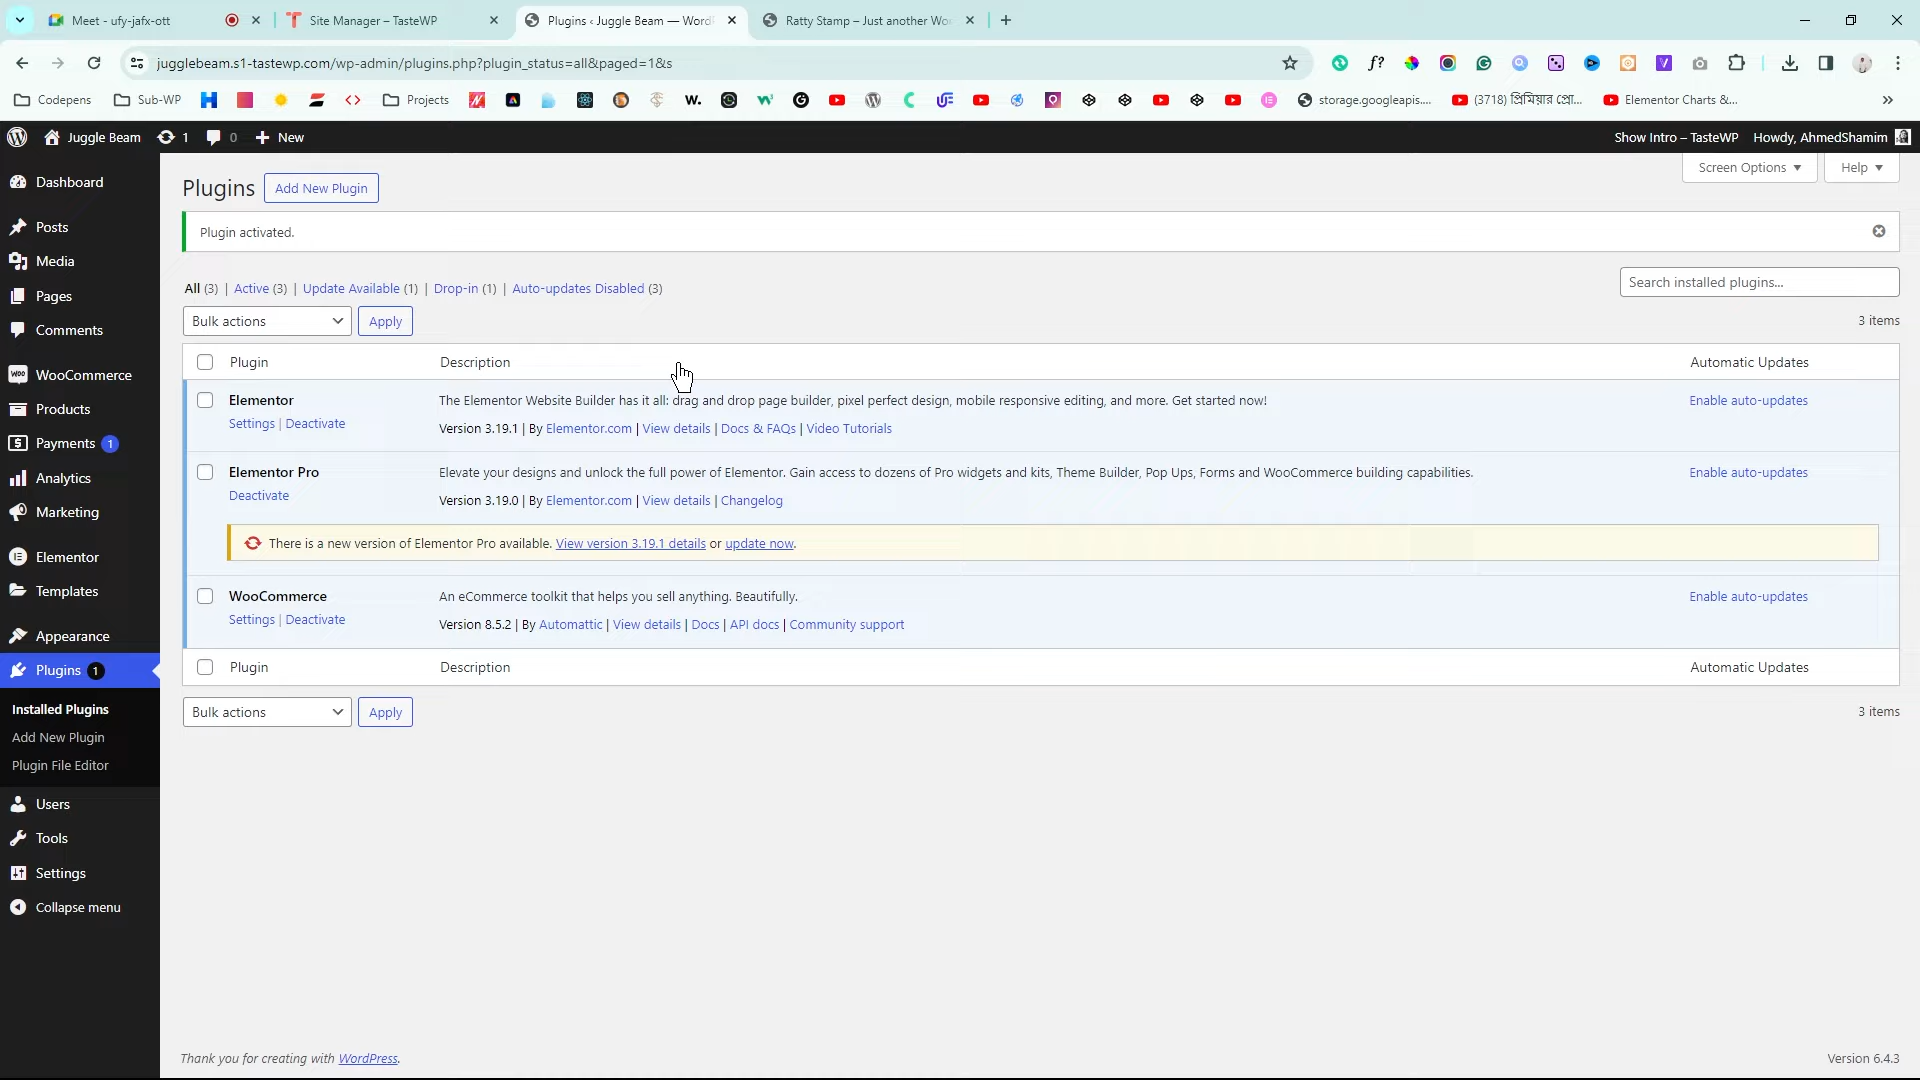 Meet - ufy-jafx-ott
Site Manager – TasteWP
Plugins ‹ Juggle Beam — Word
Ratty Stamp – Just another Wo
jugglebeam.s1-tastewp.com/wp-admin/plugins.php?plugin_status=all&paged=1&s
Codepens
Sub-WP
Projects
storage.googleapis....
(3718) প্রিমিয়ার প্রো...
Elementor Charts &...
Juggle Beam
1
0
New
Show Intro – TasteWP
Howdy, AhmedShamim
Dashboard
Posts
Media
Pages
Comments
WooCommerce
Products
Payments 1
Analytics
Marketing
Elementor
Templates
Appearance
Plugins 1
Installed Plugins
Add New Plugin
Plugin File Editor
Users
Tools
Settings
Collapse menu
Screen Options
Help
Plugins
Add New Plugin
Plugin activated.
All (3) | Active (3) | Update Available (1) | Drop-in (1) | Auto-updates Disabled (3)
Search installed plugins...
Bulk actions
Apply
3 items
Plugin
Description
Automatic Updates
Elementor
The Elementor Website Builder has it all: drag and drop page builder, pixel perfect design, mobile responsive editing, and more. Get started now!
Enable auto-updates
Settings | Deactivate
Version 3.19.1 | By Elementor.com | View details | Docs & FAQs | Video Tutorials
Elementor Pro
Elevate your designs and unlock the full power of Elementor. Gain access to dozens of Pro widgets and kits, Theme Builder, Pop Ups, Forms and WooCommerce building capabilities.
Enable auto-updates
Deactivate
Version 3.19.0 | By Elementor.com | View details | Changelog
There is a new version of Elementor Pro available. View version 3.19.1 details or update now.
WooCommerce
An eCommerce toolkit that helps you sell anything. Beautifully.
Enable auto-updates
Settings | Deactivate
Version 8.5.2 | By Automattic | View details | Docs | API docs | Community support
Plugin
Description
Automatic Updates
Bulk actions
Apply
3 items
Thank you for creating with WordPress.
Version 6.4.3